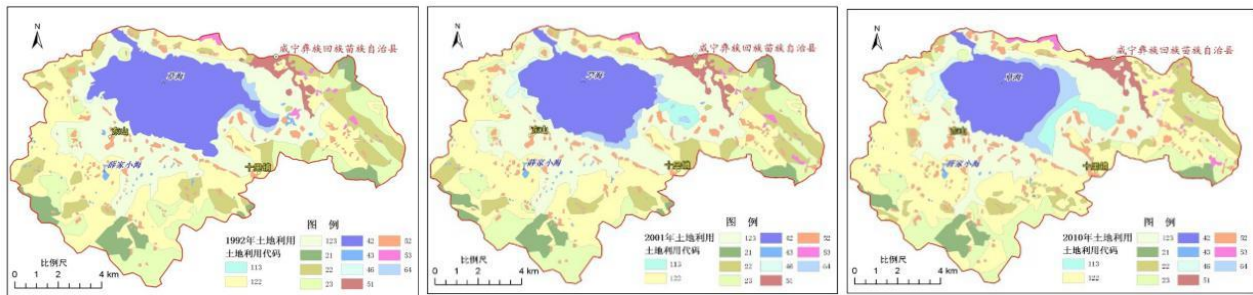 N
威宁彝族回族苗族自治县
草海
薛家小海
十里铺
图 例
1992年土地利用
土地利用代码
113
122
123
21
22
23
42
43
46
51
52
53
64
比例尺
0 1 2 4 km
N
威宁彝族回族苗族自治县
草海
薛家小海
十里铺
图 例
2001年土地利用
土地利用代码
113
122
123
21
22
23
42
43
46
51
52
53
64
比例尺
0 1 2 4 km
N
威宁彝族回族苗族自治县
草海
薛家小海
十里铺
图 例
2010年土地利用
土地利用代码
113
122
123
21
22
23
42
43
46
51
52
53
64
比例尺
0 1 2 4 km